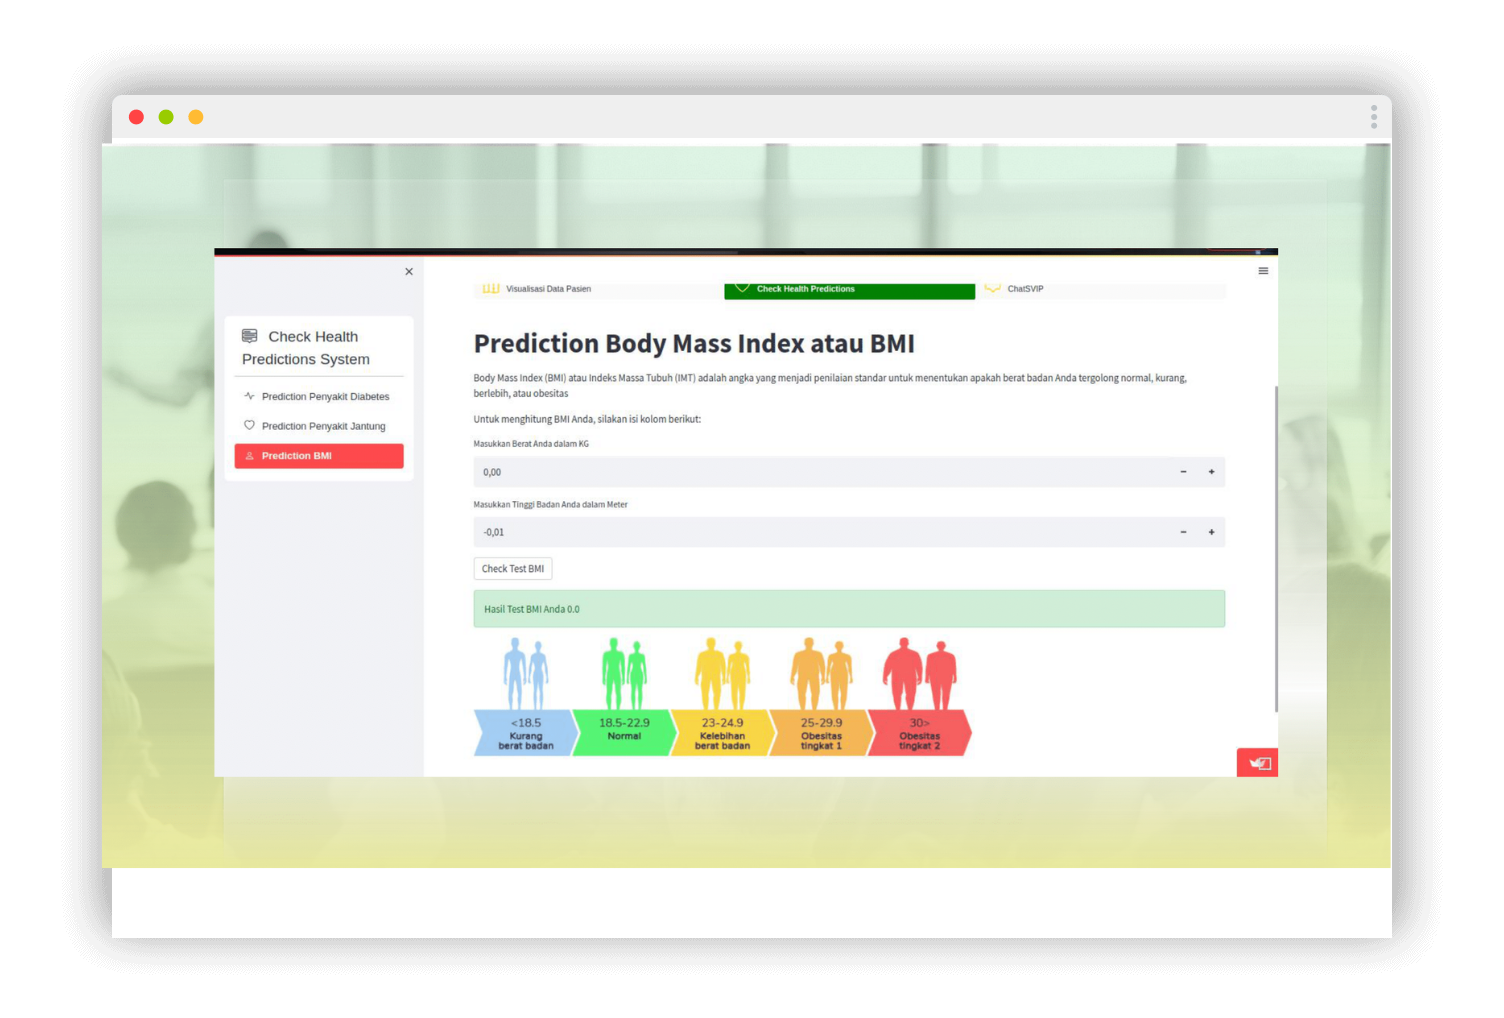 Visualisasi Data Pasien
Check Health Predictions
ChatSVIP
Check Health
Predictions System
Prediction Penyakit Diabetes
Prediction Penyakit Jantung
Prediction BMI
Prediction Body Mass Index atau BMI
Body Mass Index (BMI) atau Indeks Massa Tubuh (IMT) adalah angka yang menjadi penilaian standar untuk menentukan apakah berat badan Anda tergolong normal, kurang,
berlebih, atau obesitas
Untuk menghitung BMI Anda, silakan isi kolom berikut:
Masukkan Berat Anda dalam KG
0,00
Masukkan Tinggi Badan Anda dalam Meter
-0,01
Check Test BMI
Hasil Test BMI Anda 0.0
<18.5
Kurang
berat badan
18.5-22.9
Normal
23-24.9
Kelebihan
berat badan
25-29.9
Obesitas
tingkat 1
30>
Obesitas
tingkat 2